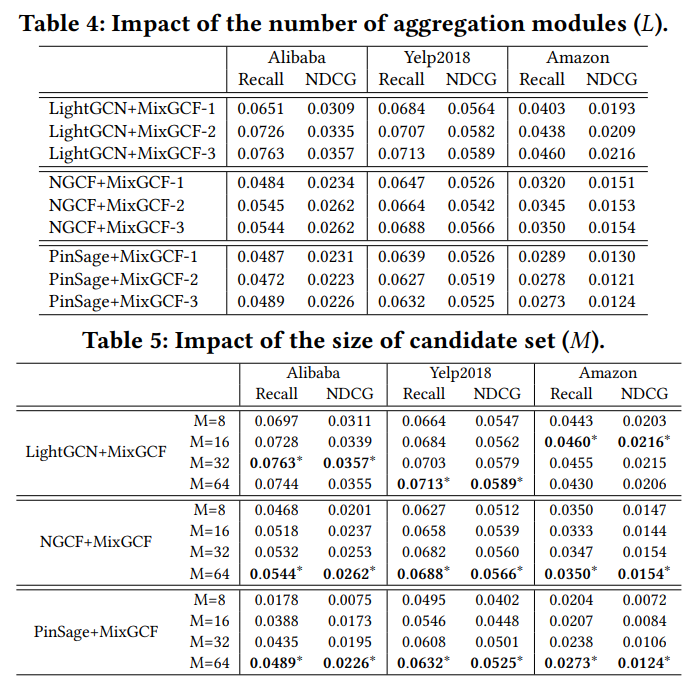 Table 4: Impact of the number of aggregation modules (L).
Alibaba Yelp2018 Amazon
Recall NDCG Recall NDCG Recall NDCG
LightGCN+MixGCF-1 0.0651 0.0309 0.0684 0.0564 0.0403 0.0193
LightGCN+MixGCF-2 0.0726 0.0335 0.0707 0.0582 0.0438 0.0209
LightGCN+MixGCF-3 0.0763 0.0357 0.0713 0.0589 0.0460 0.0216
NGCF+MixGCF-1 0.0484 0.0234 0.0647 0.0526 0.0320 0.0151
NGCF+MixGCF-2 0.0545 0.0262 0.0664 0.0542 0.0345 0.0153
NGCF+MixGCF-3 0.0544 0.0262 0.0688 0.0566 0.0350 0.0154
PinSage+MixGCF-1 0.0487 0.0231 0.0639 0.0526 0.0289 0.0130
PinSage+MixGCF-2 0.0472 0.0223 0.0627 0.0519 0.0278 0.0121
PinSage+MixGCF-3 0.0489 0.0226 0.0632 0.0525 0.0273 0.0124
Table 5: Impact of the size of candidate set (M).
Alibaba Yelp2018 Amazon
Recall NDCG Recall NDCG Recall NDCG
LightGCN+MixGCF
M=8 0.0697 0.0311 0.0664 0.0547 0.0443 0.0203
M=16 0.0728 0.0339 0.0684 0.0562 0.0460* 0.0216*
M=32 0.0763* 0.0357* 0.0703 0.0579 0.0455 0.0215
M=64 0.0744 0.0355 0.0713* 0.0589* 0.0430 0.0206
NGCF+MixGCF
M=8 0.0468 0.0201 0.0627 0.0512 0.0350 0.0147
M=16 0.0518 0.0237 0.0658 0.0539 0.0333 0.0144
M=32 0.0532 0.0253 0.0682 0.0560 0.0347 0.0154
M=64 0.0544* 0.0262* 0.0688* 0.0566* 0.0350* 0.0154*
PinSage+MixGCF
M=8 0.0178 0.0075 0.0495 0.0402 0.0204 0.0072
M=16 0.0388 0.0173 0.0546 0.0448 0.0207 0.0084
M=32 0.0435 0.0195 0.0608 0.0501 0.0238 0.0106
M=64 0.0489* 0.0226* 0.0632* 0.0525* 0.0273* 0.0124*